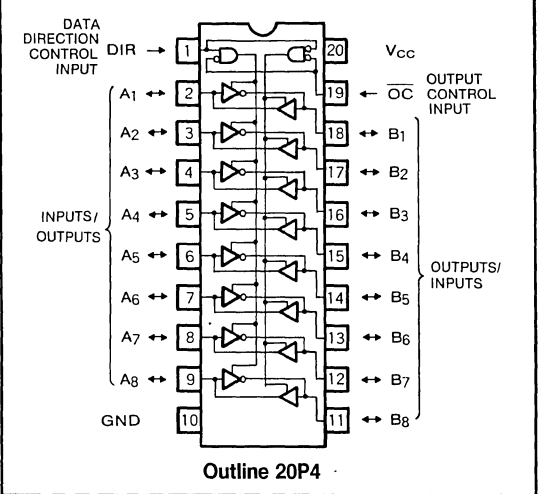 DATA
DIRECTION
CONTROL
INPUT
DIR → 1
20 VCC
A1 ↔ 2
19 ← OC
OUTPUT
CONTROL
INPUT
A2 ↔ 3
18 ↔ B1
A3 ↔ 4
17 ↔ B2
A4 ↔ 5
16 ↔ B3
INPUTS/
OUTPUTS
A5 ↔ 6
15 ↔ B4
OUTPUTS/
INPUTS
A6 ↔ 7
14 ↔ B5
A7 ↔ 8
13 ↔ B6
A8 ↔ 9
12 ↔ B7
GND 10
11 ↔ B8
Outline 20P4